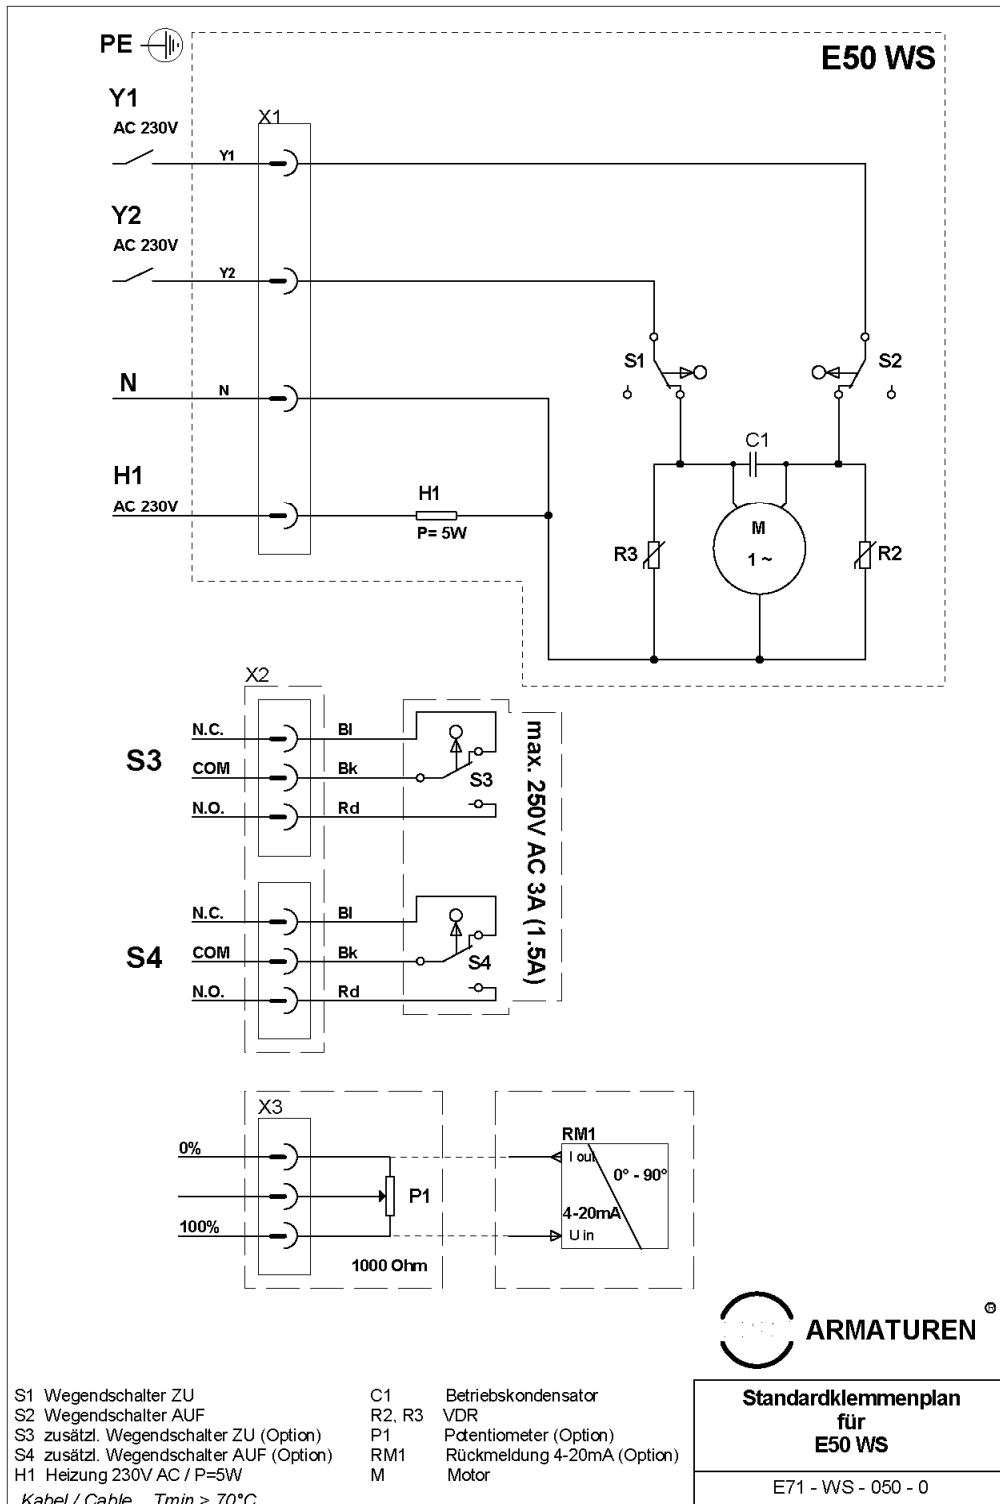 PE
E50 WS
Y1
AC 230V
X1
Y1
Y2
AC 230V
Y2
S1
S2
N
N
C1
H1
AC 230V
H1
P= 5W
M
1 ~
R3
R2
X2
S3
N.C.
Bl
COM
Bk
S3
N.O.
Rd
max. 250V AC 3A (1.5A)
S4
N.C.
Bl
COM
Bk
S4
N.O.
Rd
X3
RM1
0%
I out
0° - 90°
P1
100%
4-20mA
U in
1000 Ohm
ARMATUREN ®
S1 Wegendschalter ZU
S2 Wegendschalter AUF
S3 zusätzl. Wegendschalter ZU (Option)
S4 zusätzl. Wegendschalter AUF (Option)
H1 Heizung 230V AC / P=5W
C1 Betriebskondensator
R2, R3 VDR
P1 Potentiometer (Option)
RM1 Rückmeldung 4-20mA (Option)
M Motor
Kabel / Cable Tmin > 70°C
Standardklemmenplan
für
E50 WS
E71 - WS - 050 - 0